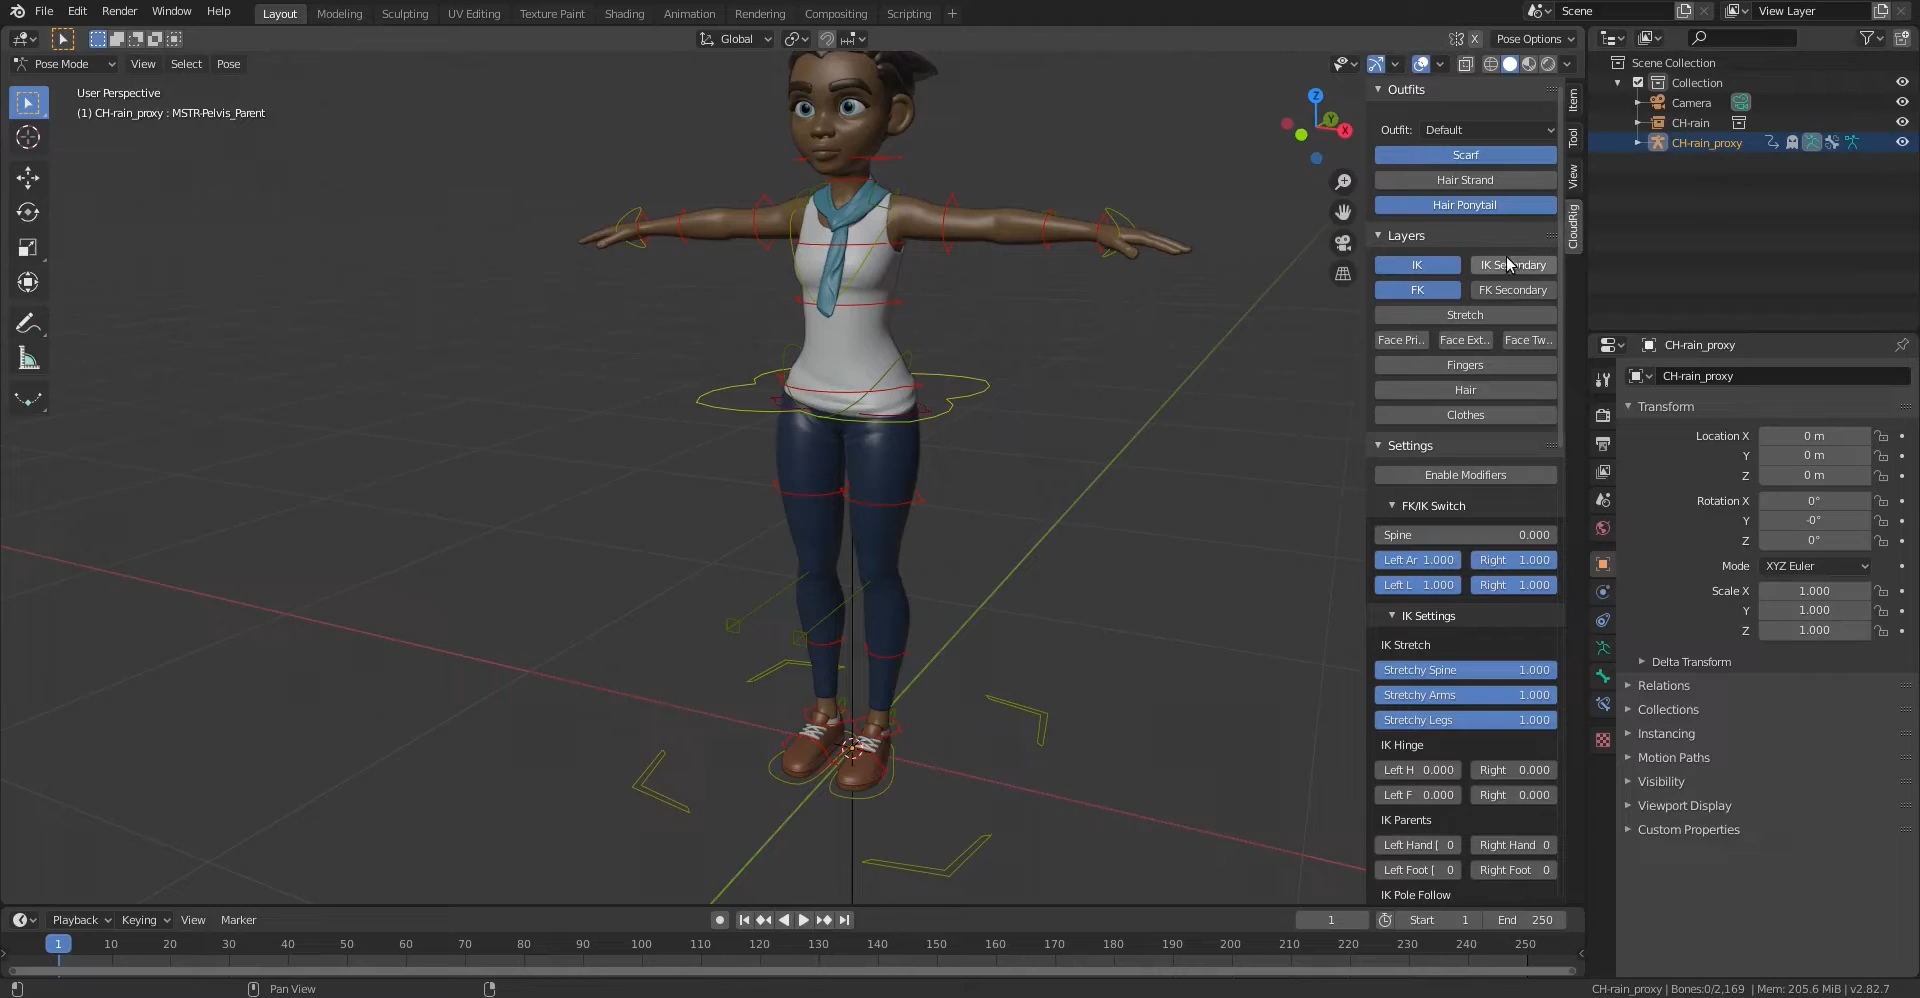 File Edit Render Window Help Layout Modeling Sculpting UV Editing Texture Paint Shading Animation Rendering Compositing Scripting + Scene View Layer
Global X Pose Options
Pose Mode View Select Pose
User Perspective
(1) CH-rain_proxy : MSTR-Pelvis_Parent
Z
Y
X
Outfits
Outfit: Default
Scarf
Hair Strand
Hair Ponytail
Layers
IK IK Secondary
FK FK Secondary
Stretch
Face Pri.. Face Ext.. Face Tw..
Fingers
Hair
Clothes
Settings
Enable Modifiers
FK/IK Switch
Spine 0.000
Left Ar 1.000 Right 1.000
Left L 1.000 Right 1.000
IK Settings
IK Stretch
Stretchy Spine 1.000
Stretchy Arms 1.000
Stretchy Legs 1.000
IK Hinge
Left H 0.000 Right 0.000
Left F 0.000 Right 0.000
IK Parents
Left Hand [ 0 Right Hand 0
Left Foot [ 0 Right Foot 0
IK Pole Follow
Item
Tool
View
CloudRig
Scene Collection
Collection
Camera
CH-rain
CH-rain_proxy
CH-rain_proxy
CH-rain_proxy
Transform
Location X 0 m
Y 0 m
Z 0 m
Rotation X 0°
Y -0°
Z 0°
Mode XYZ Euler
Scale X 1.000
Y 1.000
Z 1.000
Delta Transform
Relations
Collections
Instancing
Motion Paths
Visibility
Viewport Display
Custom Properties
Playback Keying View Marker 1 Start 1 End 250
1 10 20 30 40 50 60 70 80 90 100 110 120 130 140 150 160 170 180 190 200 210 220 230 240 250
Pan View CH-rain_proxy | Bones:0/2,169 | Mem: 205.6 MiB | v2.82.7